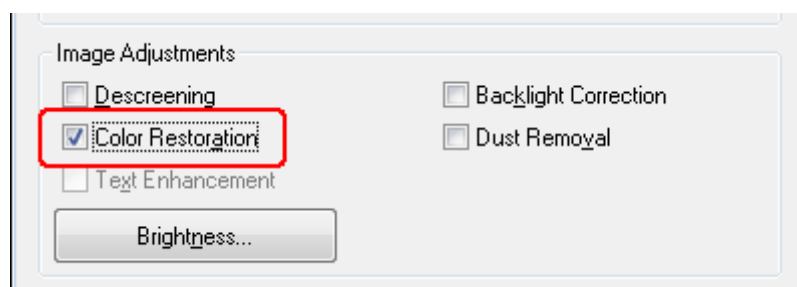 Image Adjustments
Descreening
Backlight Correction
Color Restoration
Dust Removal
Text Enhancement
Brightness...